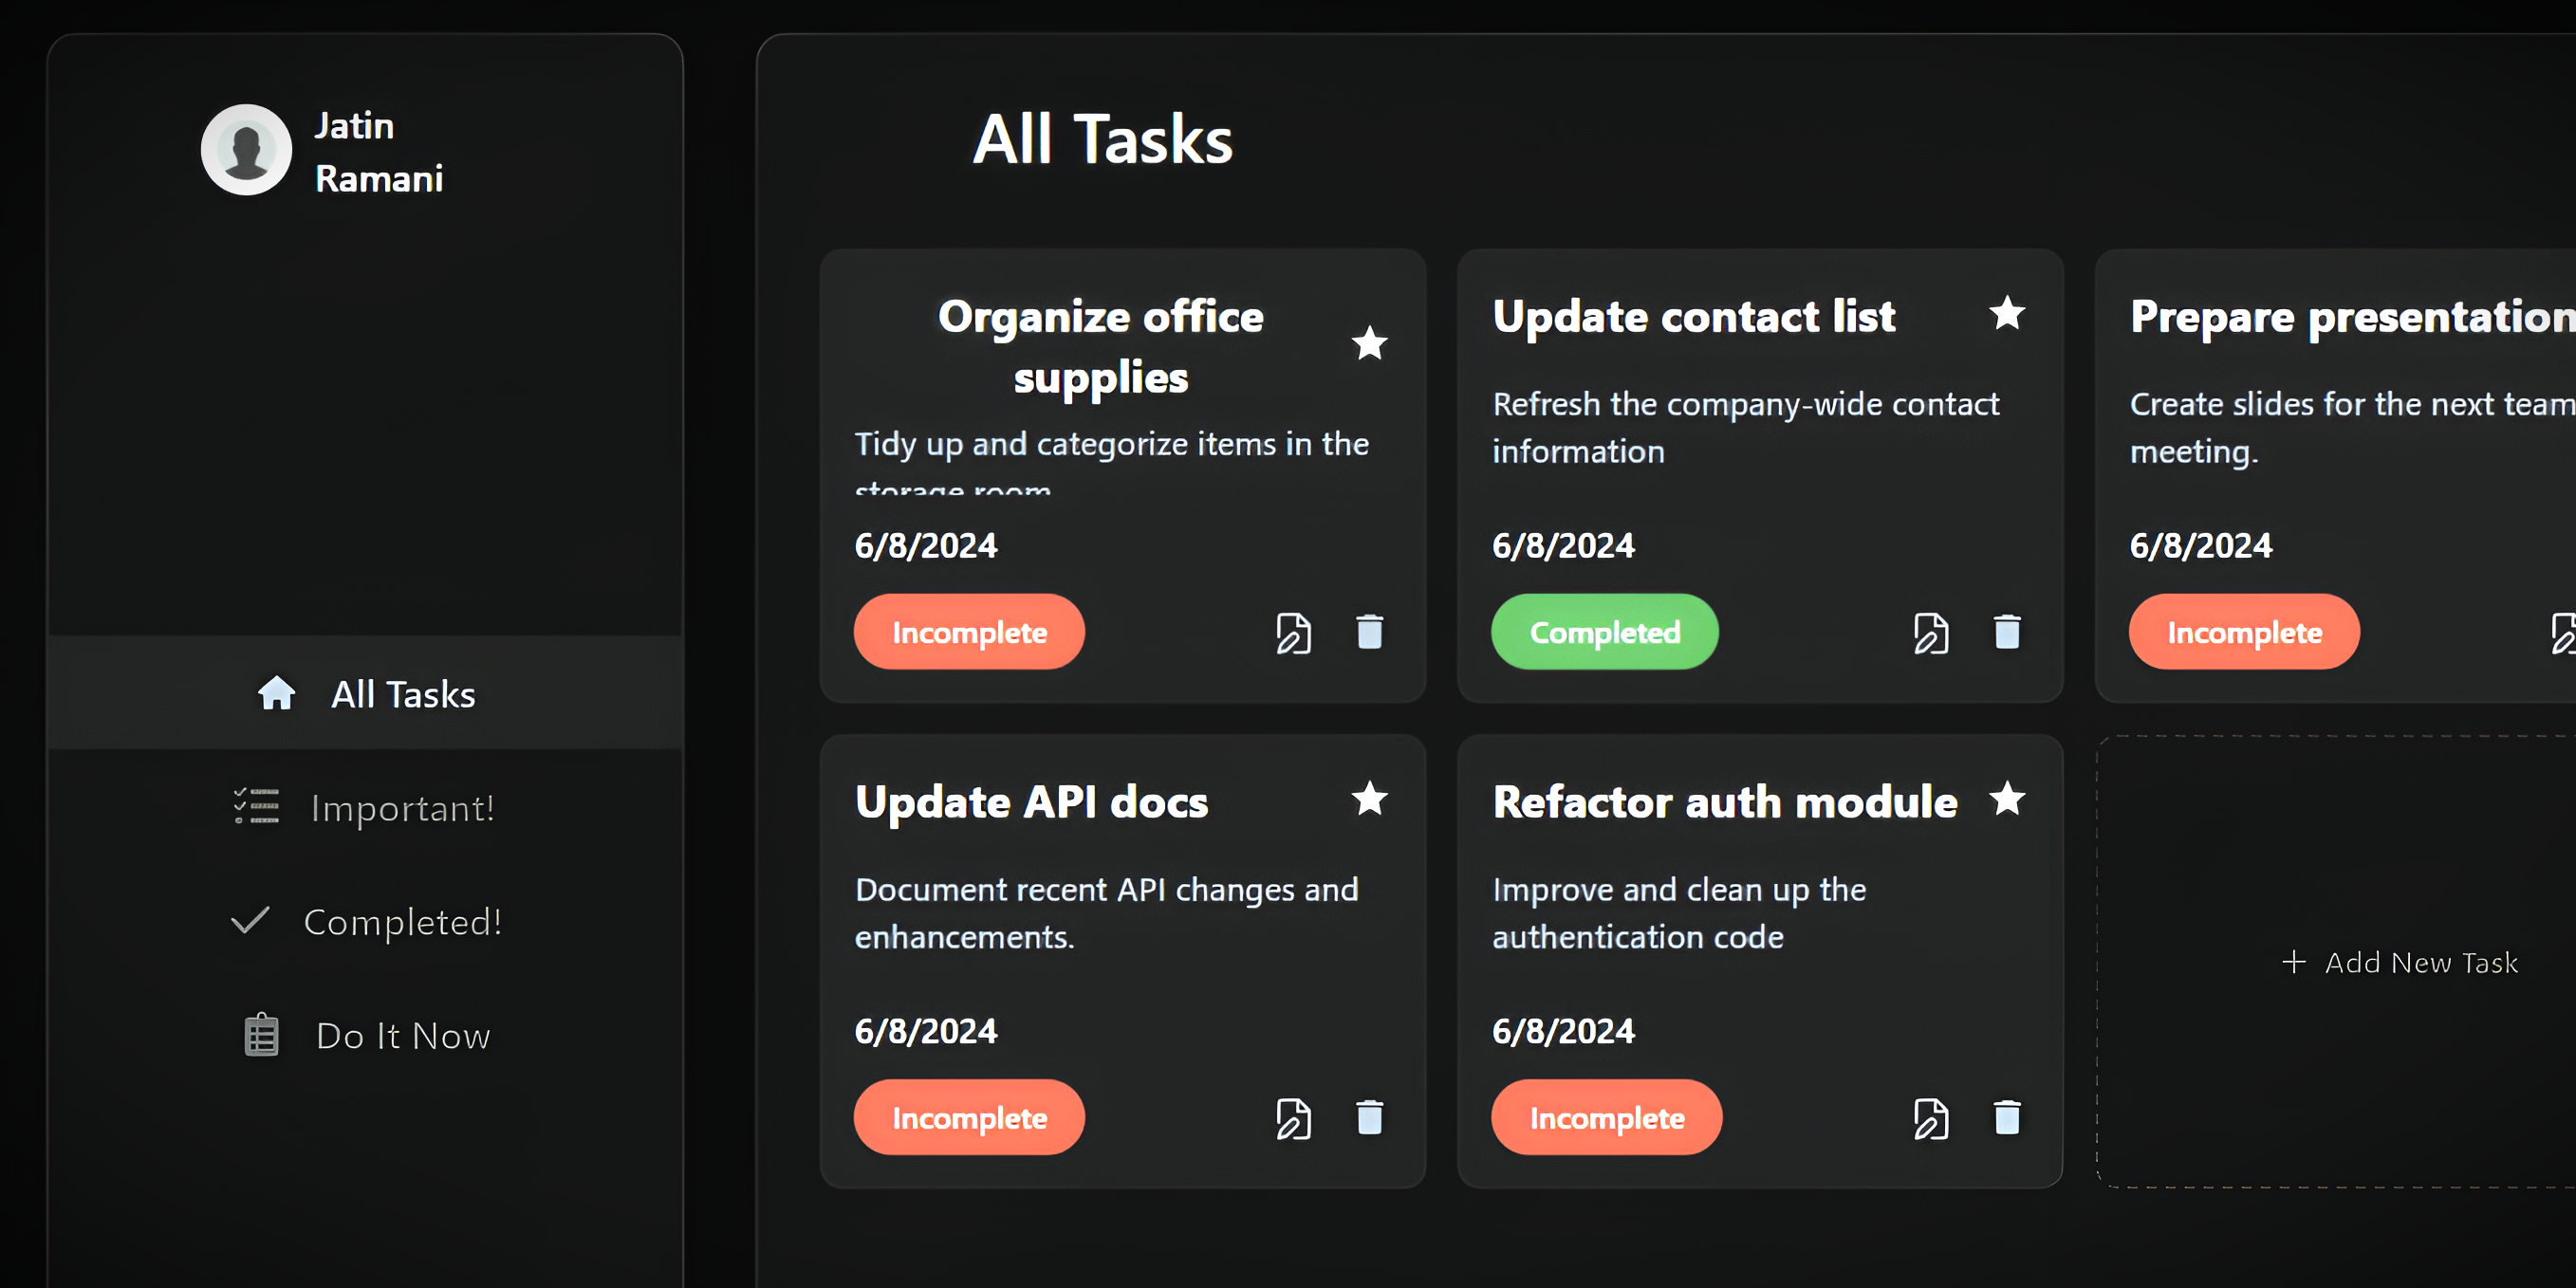 Jatin
Ramani
All Tasks
Important!
Completed!
Do It Now
All Tasks
Organize office
supplies
Tidy up and categorize items in the
storage room
6/8/2024
Incomplete
Update contact list
Refresh the company-wide contact
information
6/8/2024
Completed
Prepare presentation
Create slides for the next team
meeting.
6/8/2024
Incomplete
Update API docs
Document recent API changes and
enhancements.
6/8/2024
Incomplete
Refactor auth module
Improve and clean up the
authentication code
6/8/2024
Incomplete
+ Add New Task